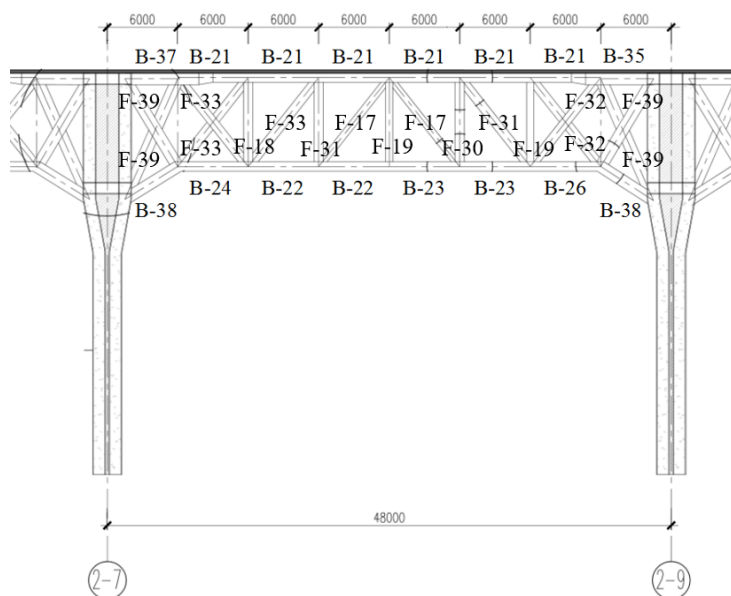 6000 6000 6000 6000 6000 6000 6000 6000
B-37 B-21 B-21 B-21 B-21 B-21 B-21 B-35
F-39 F-33 F-32 F-39
F-33 F-17 F-17 F-31
F-39 F-33 F-18 F-31 F-19 F-30 F-19 F-32 F-39
B-24 B-22 B-22 B-23 B-23 B-26
B-38 B-38
48000
2-7 2-9